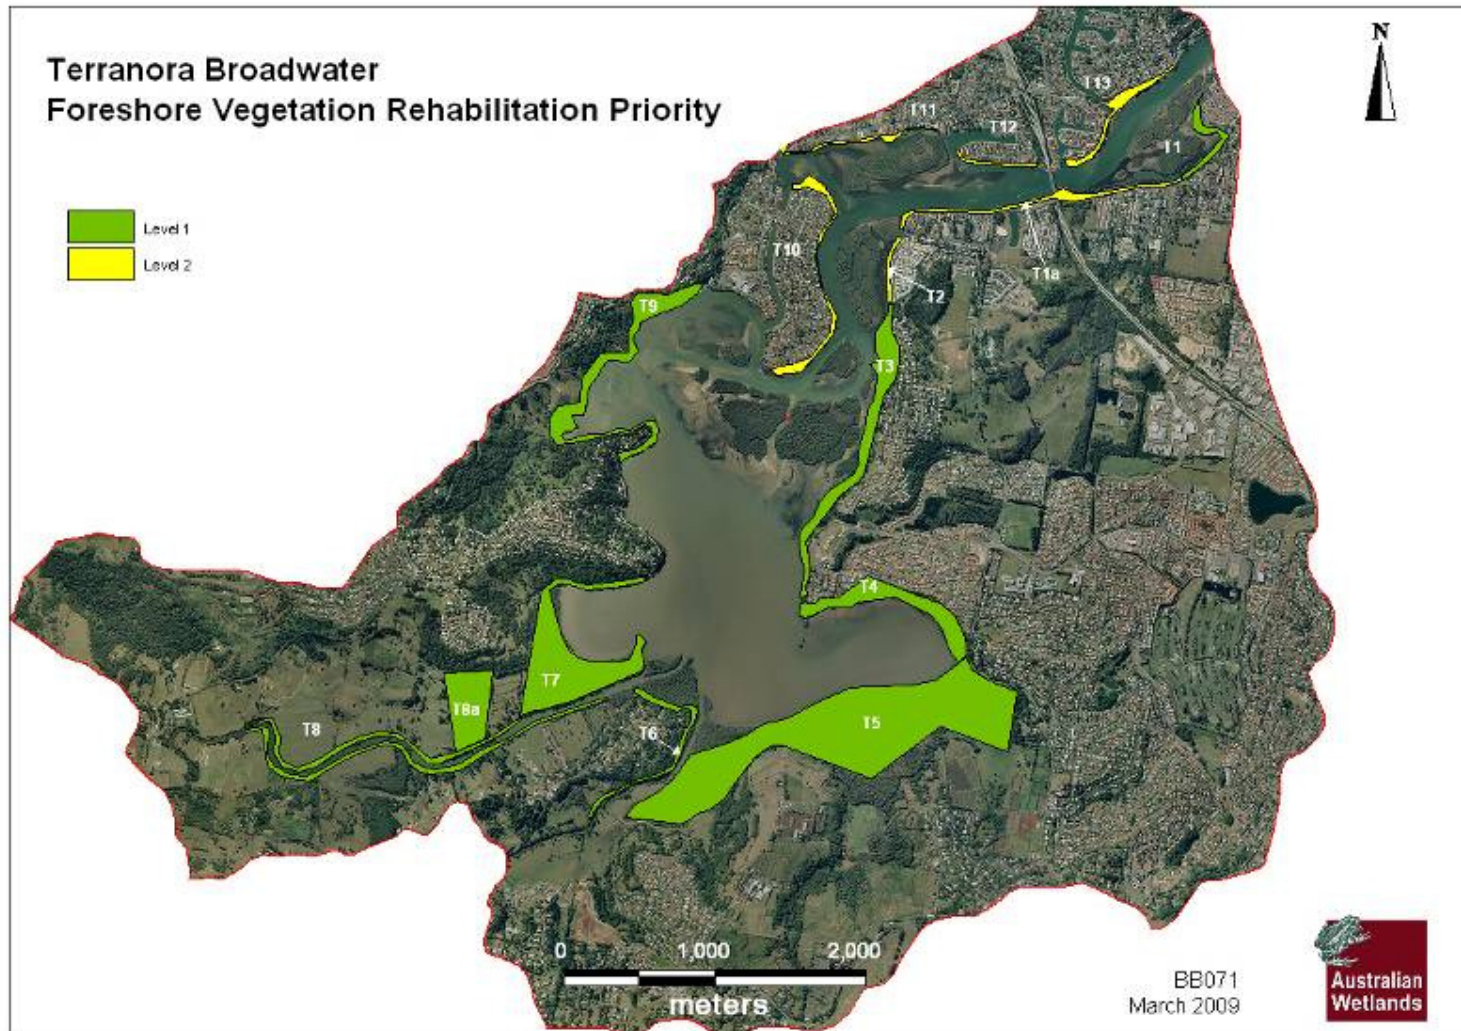 Terranora Broadwater
Foreshore Vegetation Rehabilitation Priority
N
Level 1
Level 2
T13
T11
T12
T1
T10
T1a
T2
T9
T3
T4
T7
T8a
T5
T8
T6
0 1,000 2,000
meters
BB071
March 2009
Australian
Wetlands